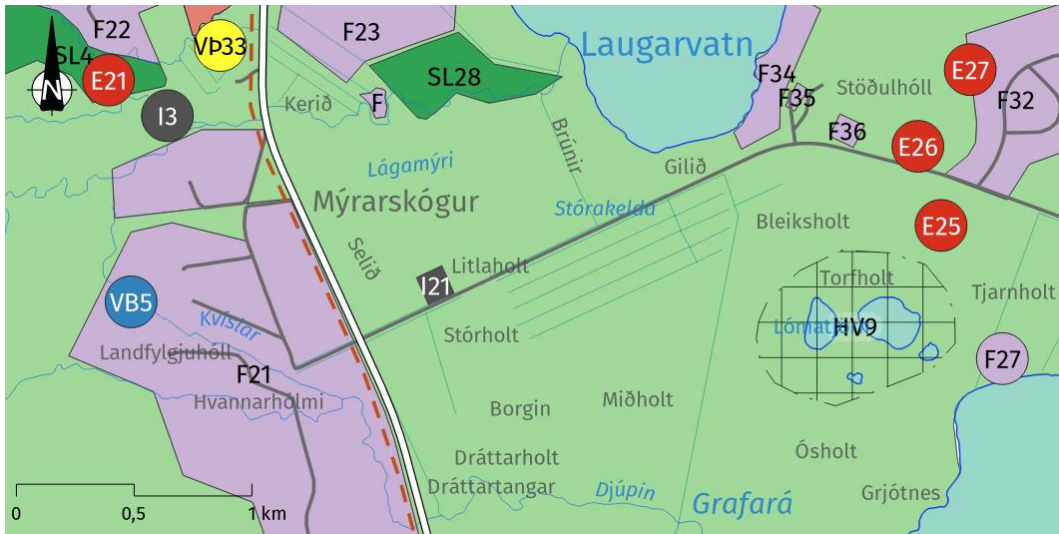 F22
VÞ33
F23
Laugarvatn
SL4
E21
SL28
F34
E27
N
Kerið
F
F35
Stöðulhóll
F32
I3
F36
Brúnir
E26
Lágamýri
Gilið
Mýrarskógur
Stórakelda
Bleiksholt
E25
Selið
Litlaholt
Torfholt
I21
Tjarnholt
VB5
Kvíslar
HV9
Stórholt
Landfylgjuhóll
F27
F21
Hvannarhólmi
Miðholt
Borgin
Dráttarholt
Ósholt
Dráttartangar
Djúpin
Grafará
Grjótnes
0 0,5 1 km